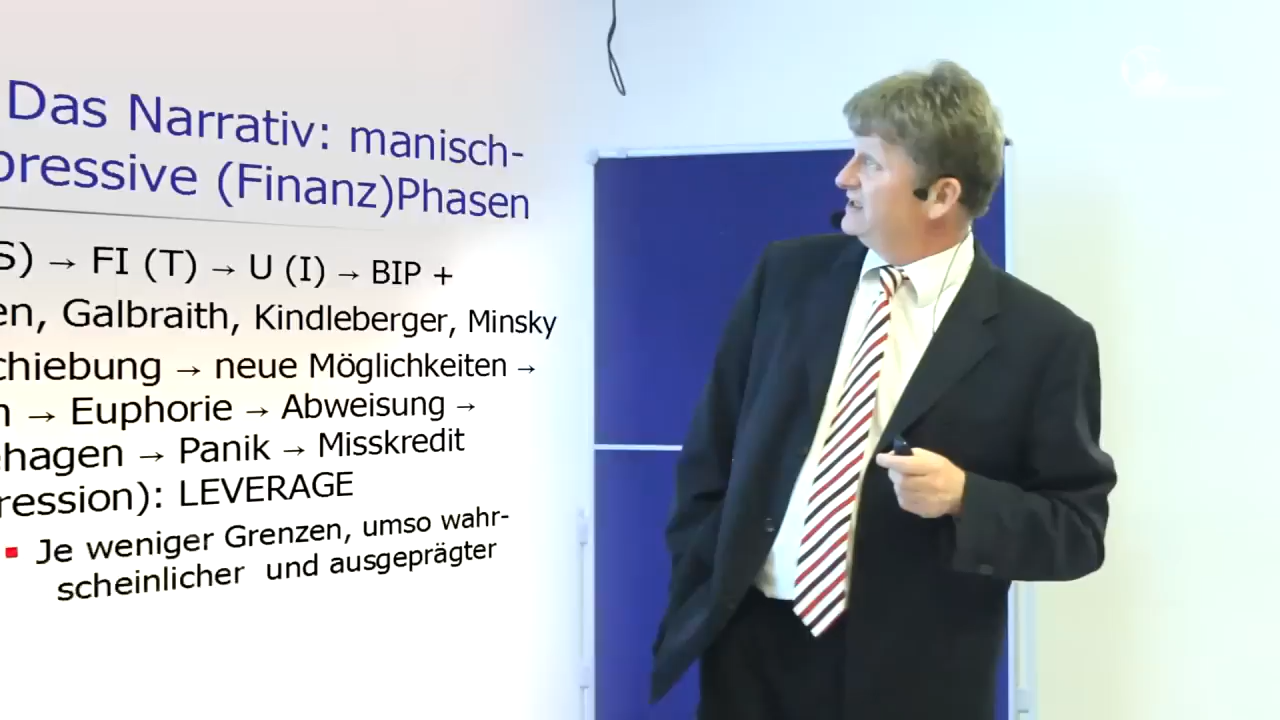 Das Narrativ: manisch-
pressive (Finanz)Phasen
S) → FI (T) → U (I) → BIP +
en, Galbraith, Kindleberger, Minsky
chiebung → neue Möglichkeiten →
→ Euphorie → Abweisung →
hagen → Panik → Misskredit
ression): LEVERAGE
Je weniger Grenzen, umso wahr-
scheinlicher und ausgeprägter